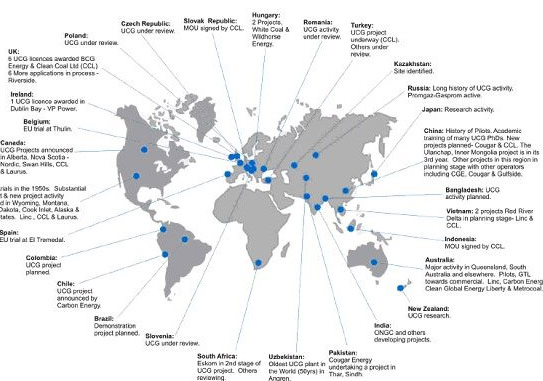 Hungary:
2 Projects,
White Coal &
Wildhorse
Energy.
Slovak Republic:
MOU signed by CCL.
Romania:
UCG activity
under review.
Czech Republic:
UCG under review.
Turkey:
UCG project
underway (CCL).
Others under
review.
Poland:
UCG under review.
UK:
6 UCG licences awarded BCG
Energy & Clean Coal Ltd (CCL)
6 More applications in process -
Riverside.
Kazakhstan:
Site identified.
Ireland:
1 UCG licence awarded in
Dublin Bay - VP Power.
Russia: Long history of UCG activity.
Promgaz-Gasprom active.
Japan: Research activity.
Belgium:
EU trial at Thulin.
China: History of Pilots. Academic
training of many UCG PhDs. New
projects planned- Cougar & CCL. The
Ulanchap, Inner Mongolia project is in its
3rd year. Other projects in this region in
planning stage with other operators
including CGE, Cougar & Gulfside.
Canada:
UCG Projects announced
in Alberta, Nova Scotia -
Nordic, Swan Hills, CCL
& Laurus.
rials in the 1950s. Substantial
t & new project activity
d in Wyoming, Montana,
Dakota, Cook Inlet, Alaska &
tates. Linc , CCL & Laurus.
Bangladesh: UCG
activity planned.
Vietnam: 2 projects Red River
Delta in planning stage- Linc &
CCL.
Spain:
EU trial at El Tremedal.
Indonesia:
MOU signed by CCL.
Colombia:
UCG project
planned.
Australia:
Major activity in Queensland, South
Australia and elsewhere. Pilots, GTL
towards commercial. Linc, Carbon Energ
Clean Global Energy Liberty & Metrocoal.
Chile:
UCG project
announced by
Carbon Energy.
New Zealand:
UCG research.
Brazil:
Demonstration
project planned.
Slovenia:
UCG under review.
India:
ONGC and others
developing projects.
South Africa:
Eskom in 2nd stage of
UCG project. Others
reviewing.
Uzbekistan:
Oldest UCG plant in
the World (50yrs) in
Angren.
Pakistan:
Cougar Energy
undertaking a project in
Thar, Sindh.